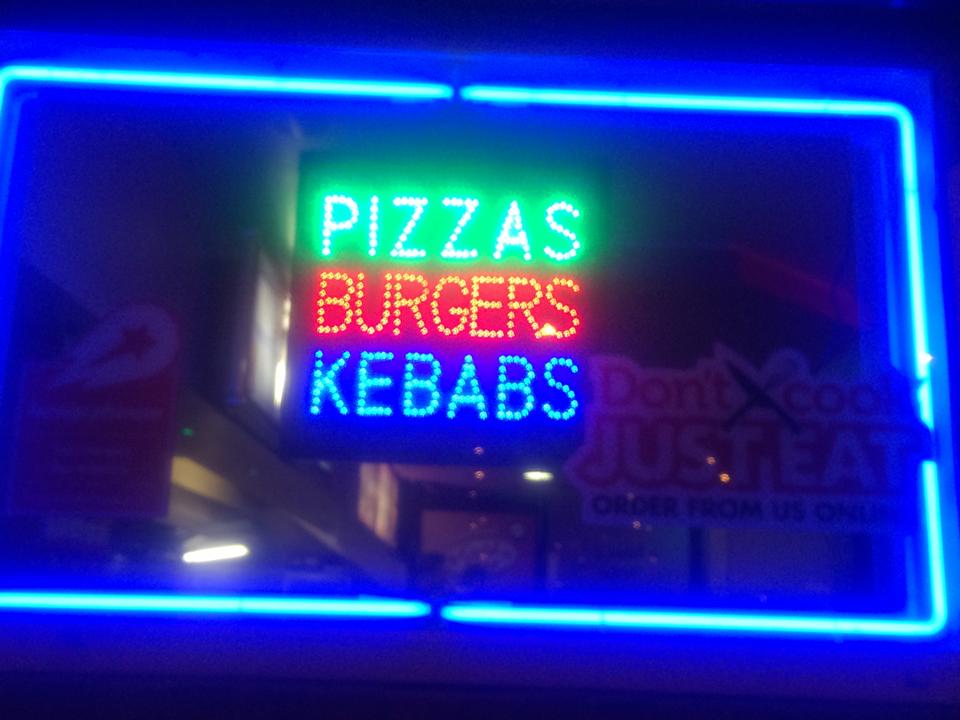 PIZZAS
BURGERS
KEBABS
Don't cook
JUST EAT
ORDER FROM US ONLINE